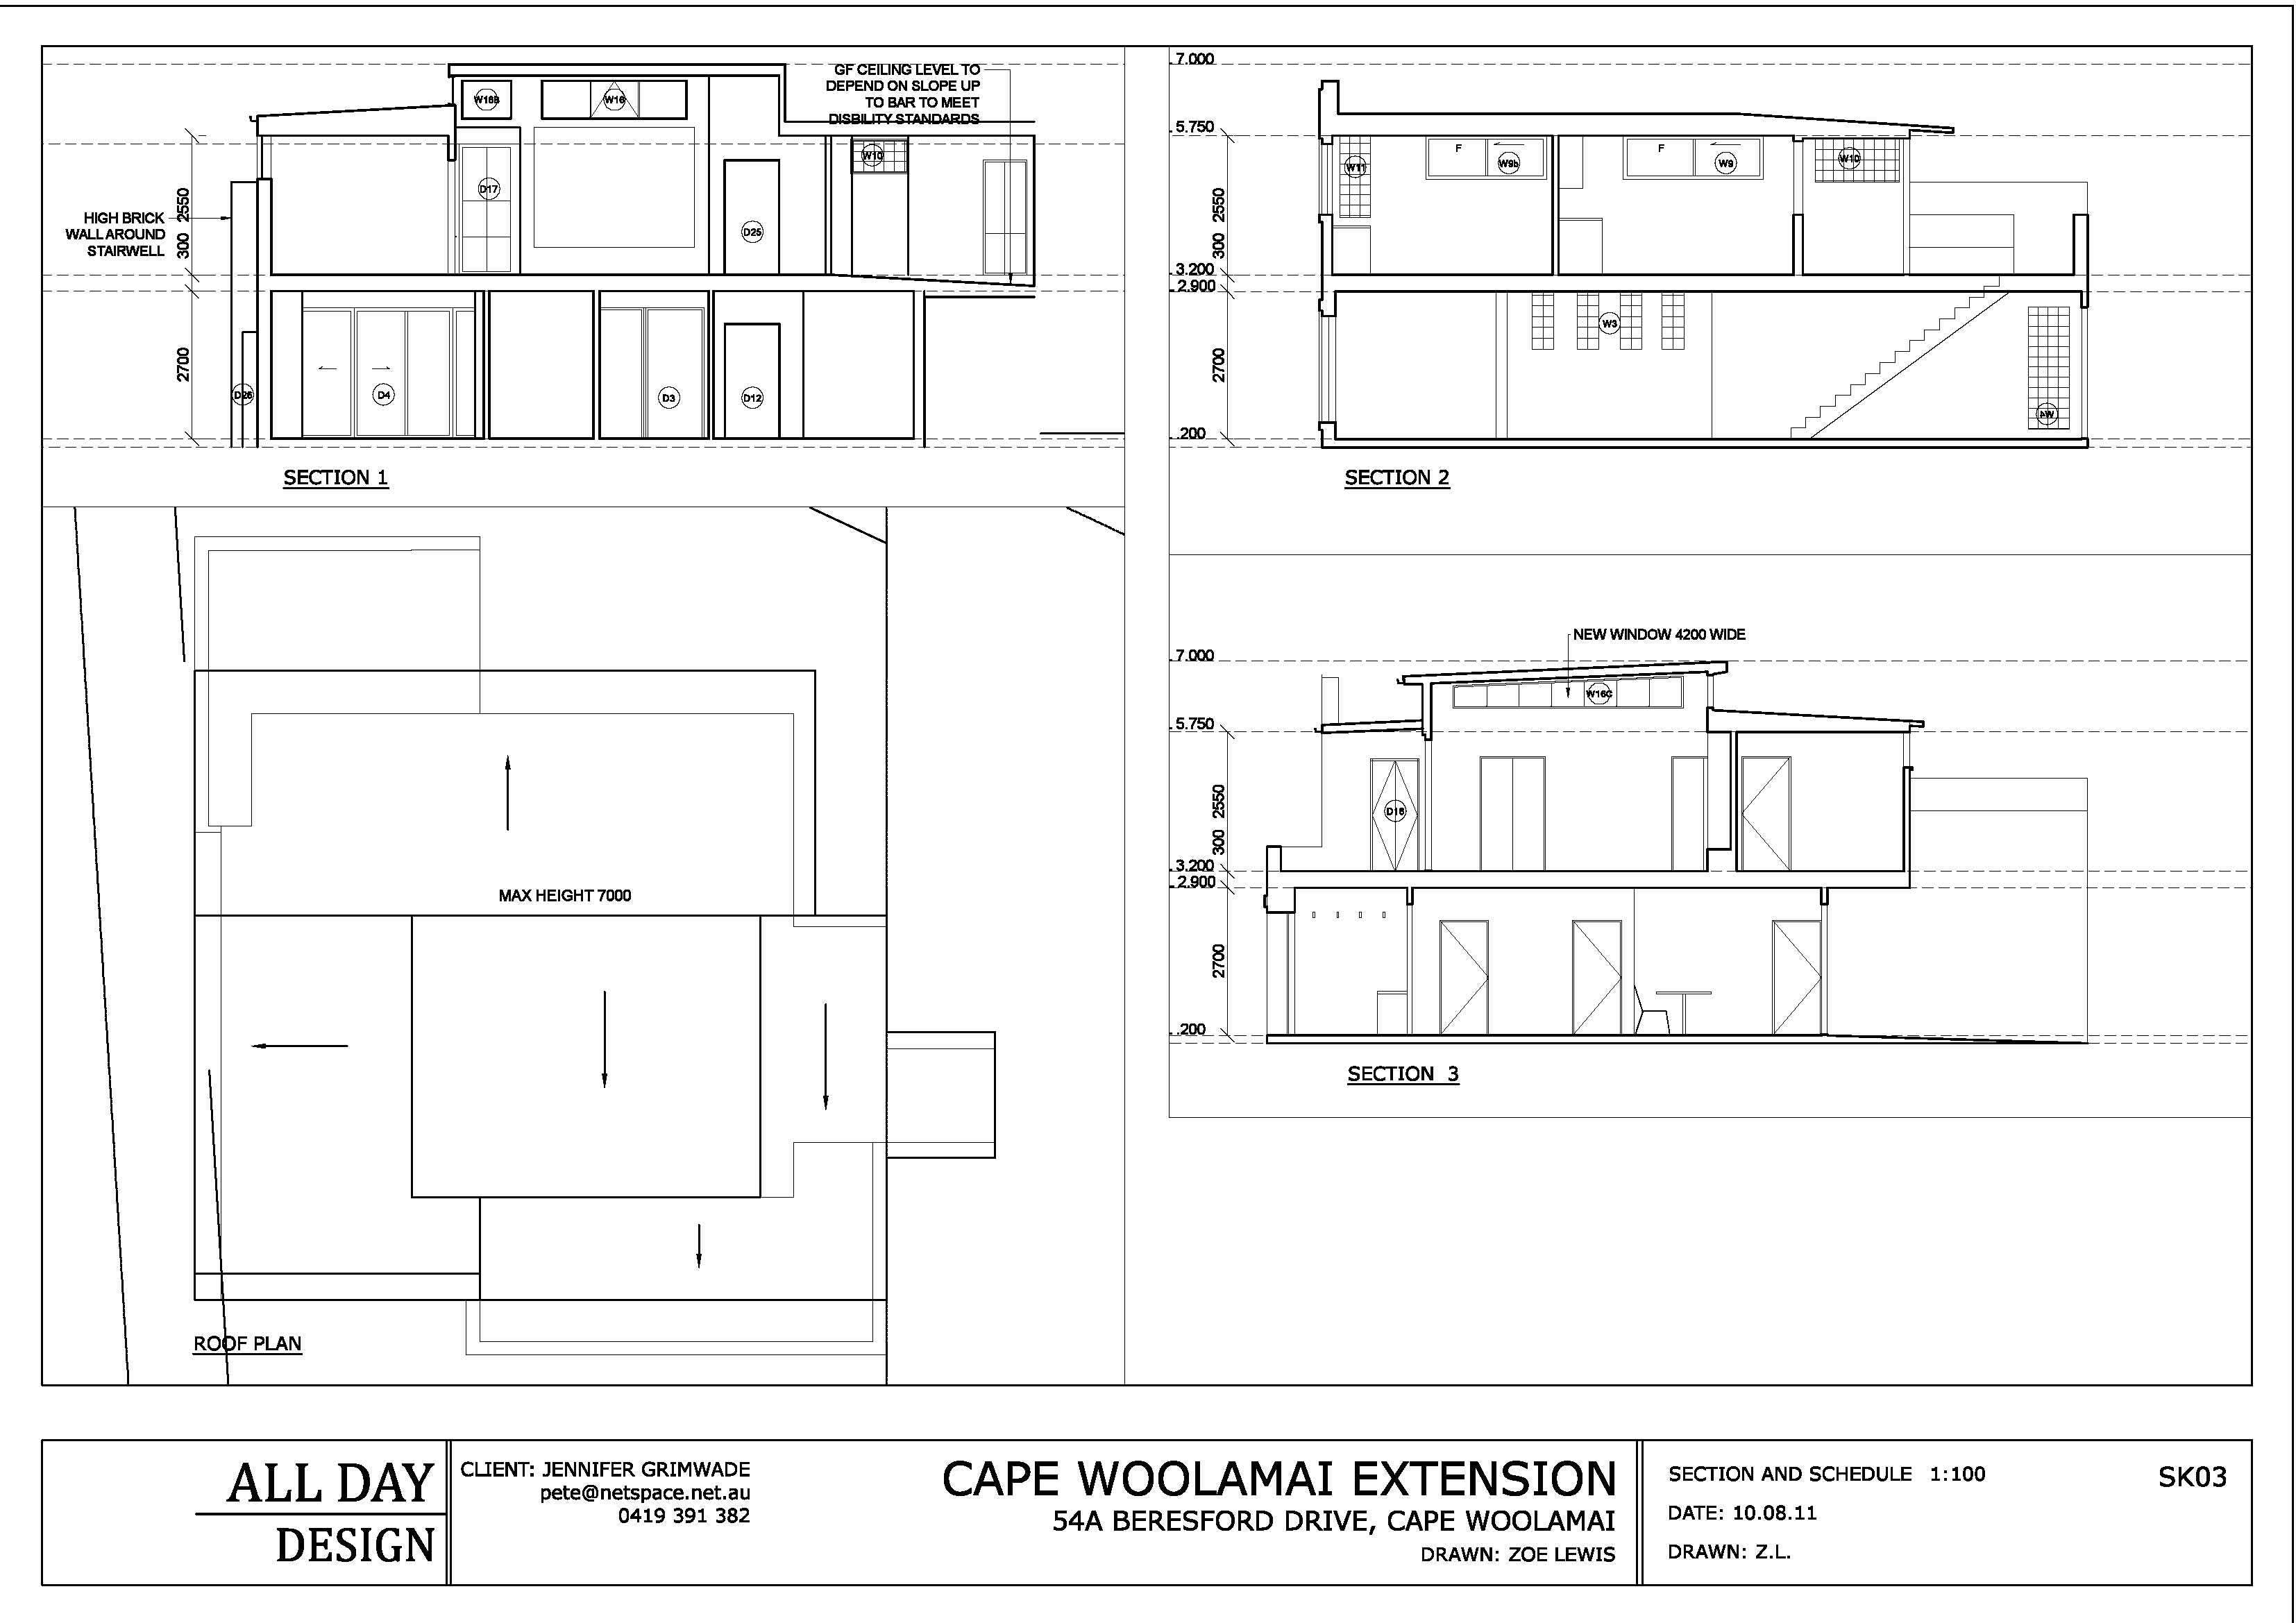 GF CEILING LEVEL TO
DEPEND ON SLOPE UP
TO BAR TO MEET
DISBILITY STANDARDS
W16B
W16
W10
D17
D25
2550
300
HIGH BRICK
WALL AROUND
STAIRWELL
2700
D26
D4
D3
D12
SECTION 1
7.000
5.750
W11
F
W9b
F
W9
W10
2550
300
3.200
2.900
W3
2700
W4
.200
SECTION 2
MAX HEIGHT 7000
ROOF PLAN
NEW WINDOW 4200 WIDE
7.000
W16C
5.750
2550
D16
300
3.200
2.900
2700
.200
SECTION 3
ALL DAY
DESIGN
CLIENT: JENNIFER GRIMWADE
pete@netspace.net.au
0419 391 382
CAPE WOOLAMAI EXTENSION
54A BERESFORD DRIVE, CAPE WOOLAMAI
DRAWN: ZOE LEWIS
SECTION AND SCHEDULE 1:100
SK03
DATE: 10.08.11
DRAWN: Z.L.